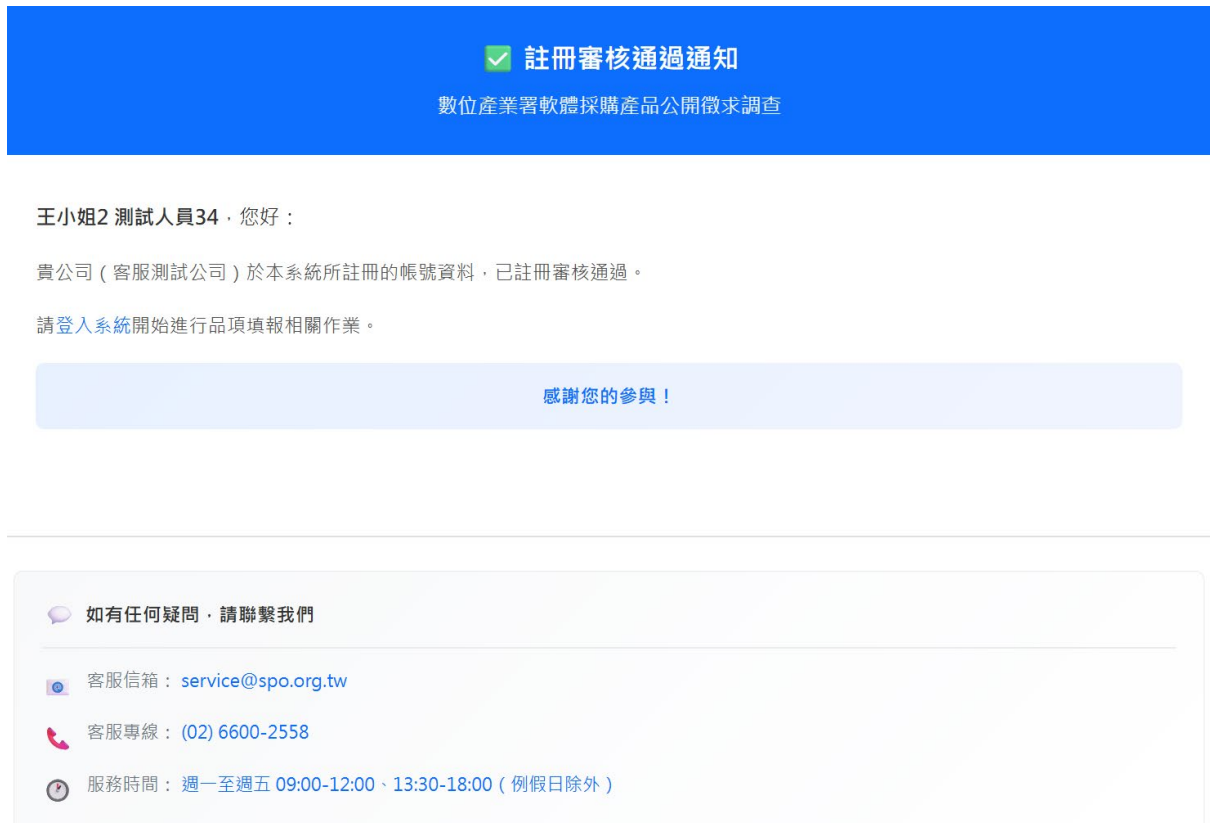 ✅ 註冊審核通過通知
數位產業署軟體採購產品公開徵求調查
王小姐2 測試人員34，您好：
貴公司（客服測試公司）於本系統所註冊的帳號資料，已註冊審核通過。
請登入系統開始進行品項填報相關作業。
感謝您的參與！
如有任何疑問，請聯繫我們
客服信箱： service@spo.org.tw
客服專線： (02) 6600-2558
服務時間： 週一至週五 09:00-12:00、13:30-18:00（例假日除外）